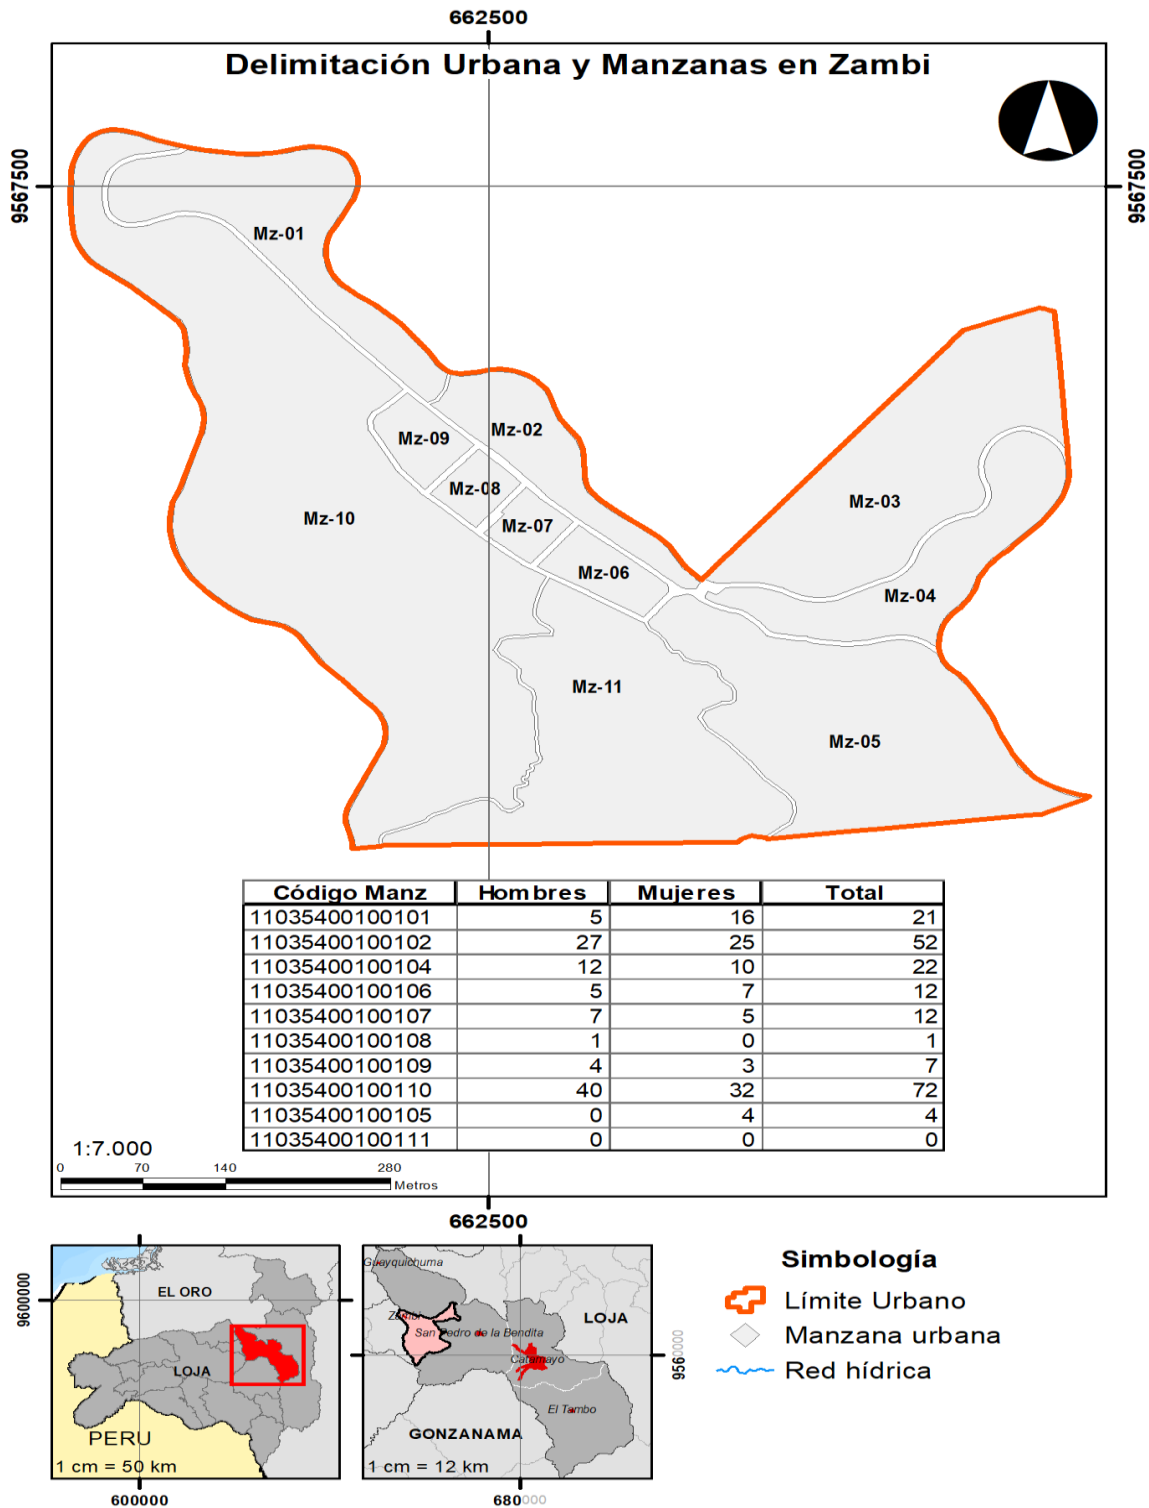 662500
Delimitación Urbana y Manzanas en Zambi
9567500
9567500
Mz-01
Mz-02
Mz-09
Mz-08
Mz-03
Mz-10
Mz-07
Mz-06
Mz-04
Mz-11
Mz-05
Código Manz Hombres Mujeres Total
11035400100101 5 16 21
11035400100102 27 25 52
11035400100104 12 10 22
11035400100106 5 7 12
11035400100107 7 5 12
11035400100108 1 0 1
11035400100109 4 3 7
11035400100110 40 32 72
11035400100105 0 4 4
11035400100111 0 0 0
1:7.000
0 70 140 280
Metros
662500
9600000
EL ORO
LOJA
PERU
1 cm = 50 km
600000
Guayquichuma
Zambi
LOJA
San Pedro de la Bendita
Catamayo
El Tambo
GONZANAMA
1 cm = 12 km
9560000
680000
Simbología
Límite Urbano
Manzana urbana
Red hídrica